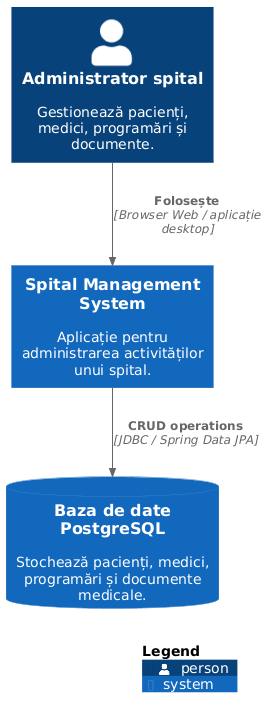 Administrator spital
Gestionează pacienți,
medici, programări și
documente.
Folosește
[Browser Web / aplicație
desktop]
Spital Management
System
Aplicație pentru
administrarea activităților
unui spital.
CRUD operations
[JDBC / Spring Data JPA]
Baza de date
PostgreSQL
Stochează pacienți, medici,
programări și documente
medicale.
Legend
person
system